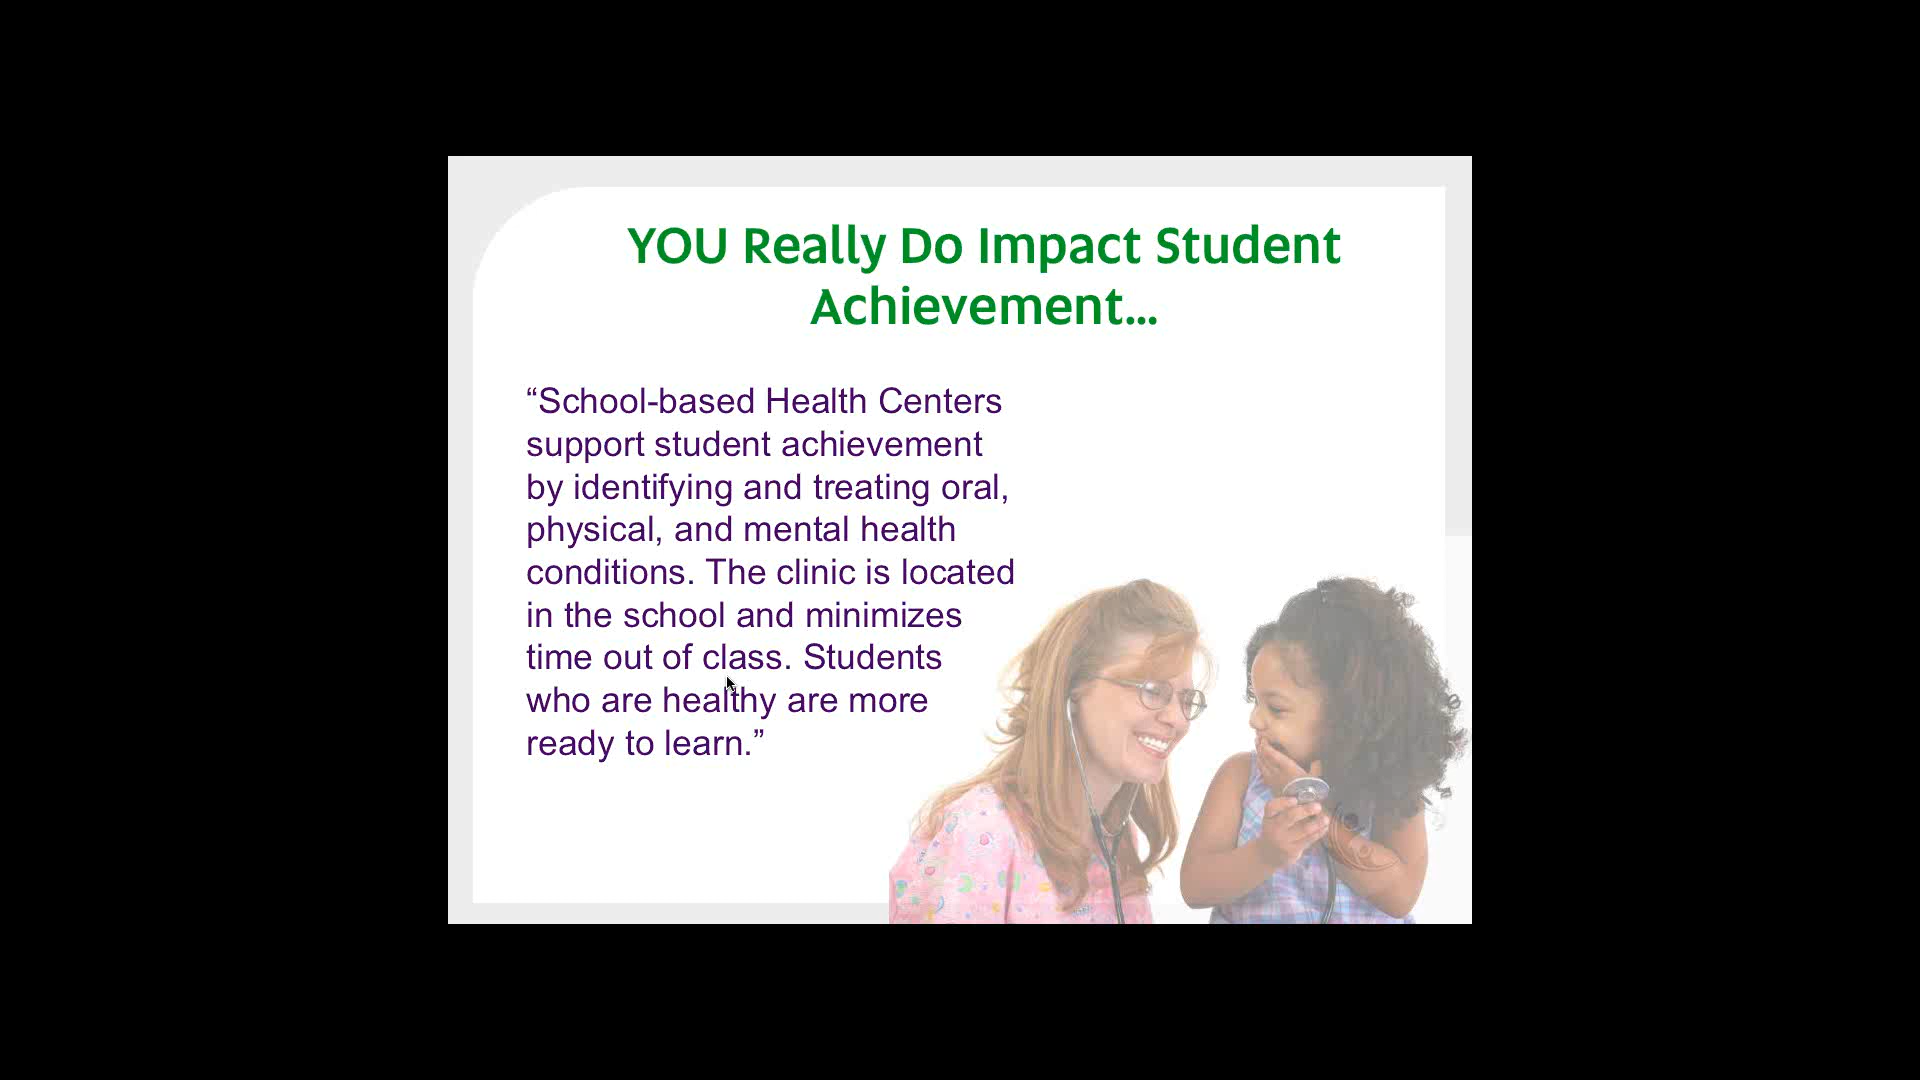 YOU Really Do Impact Student
Achievement...
“School-based Health Centers
support student achievement
by identifying and treating oral,
physical, and mental health
conditions. The clinic is located
in the school and minimizes
time out of class. Students
who are healthy are more
ready to learn.”